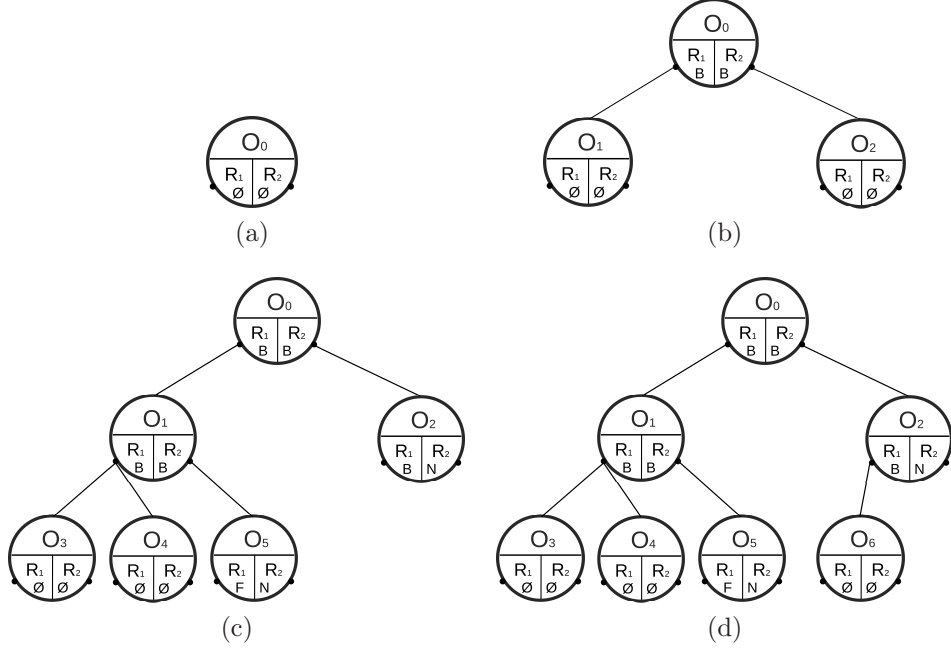 O₀
R₁ R₂
Ø Ø
(a)
O₀
R₁ R₂
B B
O₁ O₂
R₁ R₂ R₁ R₂
Ø Ø Ø Ø
(b)
O₀
R₁ R₂
B B
O₁ O₂
R₁ R₂ R₁ R₂
B B B N
O₃ O₄ O₅
R₁ R₂ R₁ R₂ R₁ R₂
Ø Ø Ø Ø F N
(c)
O₀
R₁ R₂
B B
O₁ O₂
R₁ R₂ R₁ R₂
B B B N
O₃ O₄ O₅ O₆
R₁ R₂ R₁ R₂ R₁ R₂ R₁ R₂
Ø Ø Ø Ø F N Ø Ø
(d)